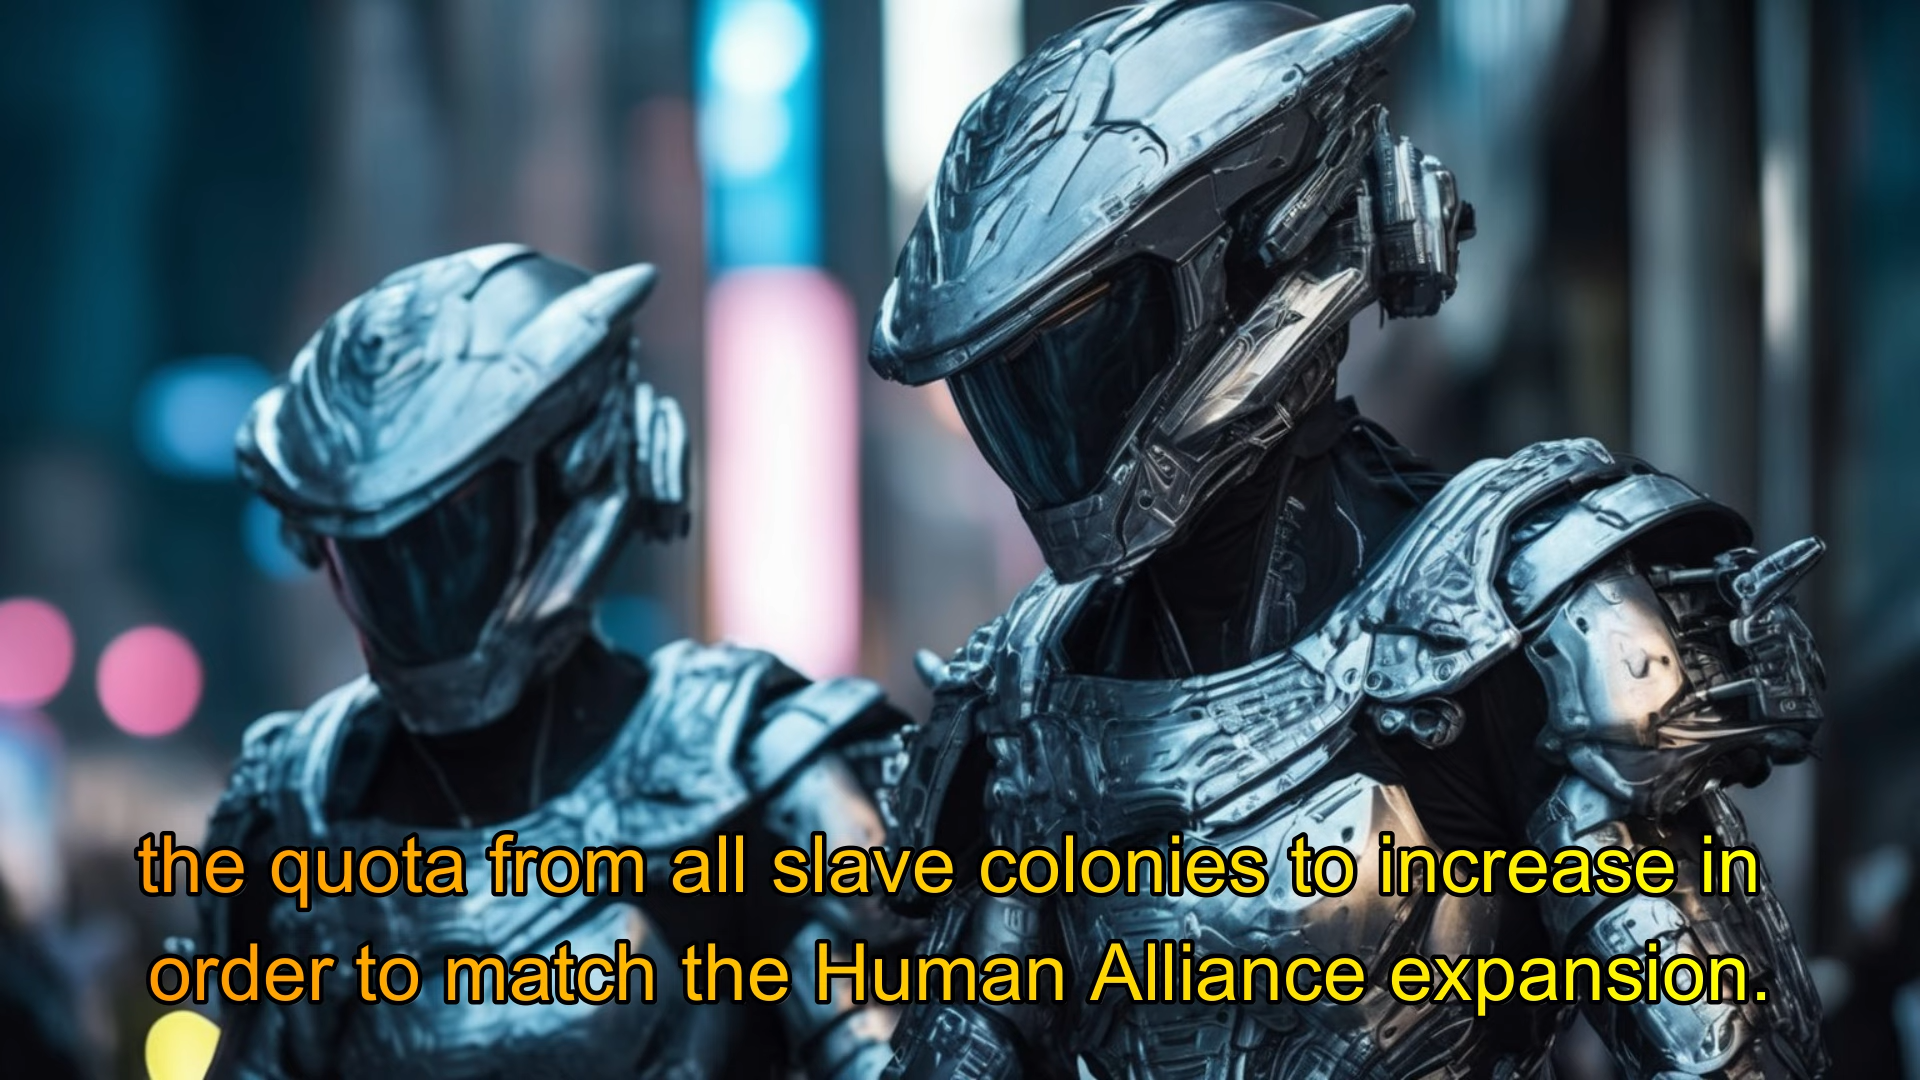 the quota from all slave colonies to increase in
order to match the Human Alliance expansion.